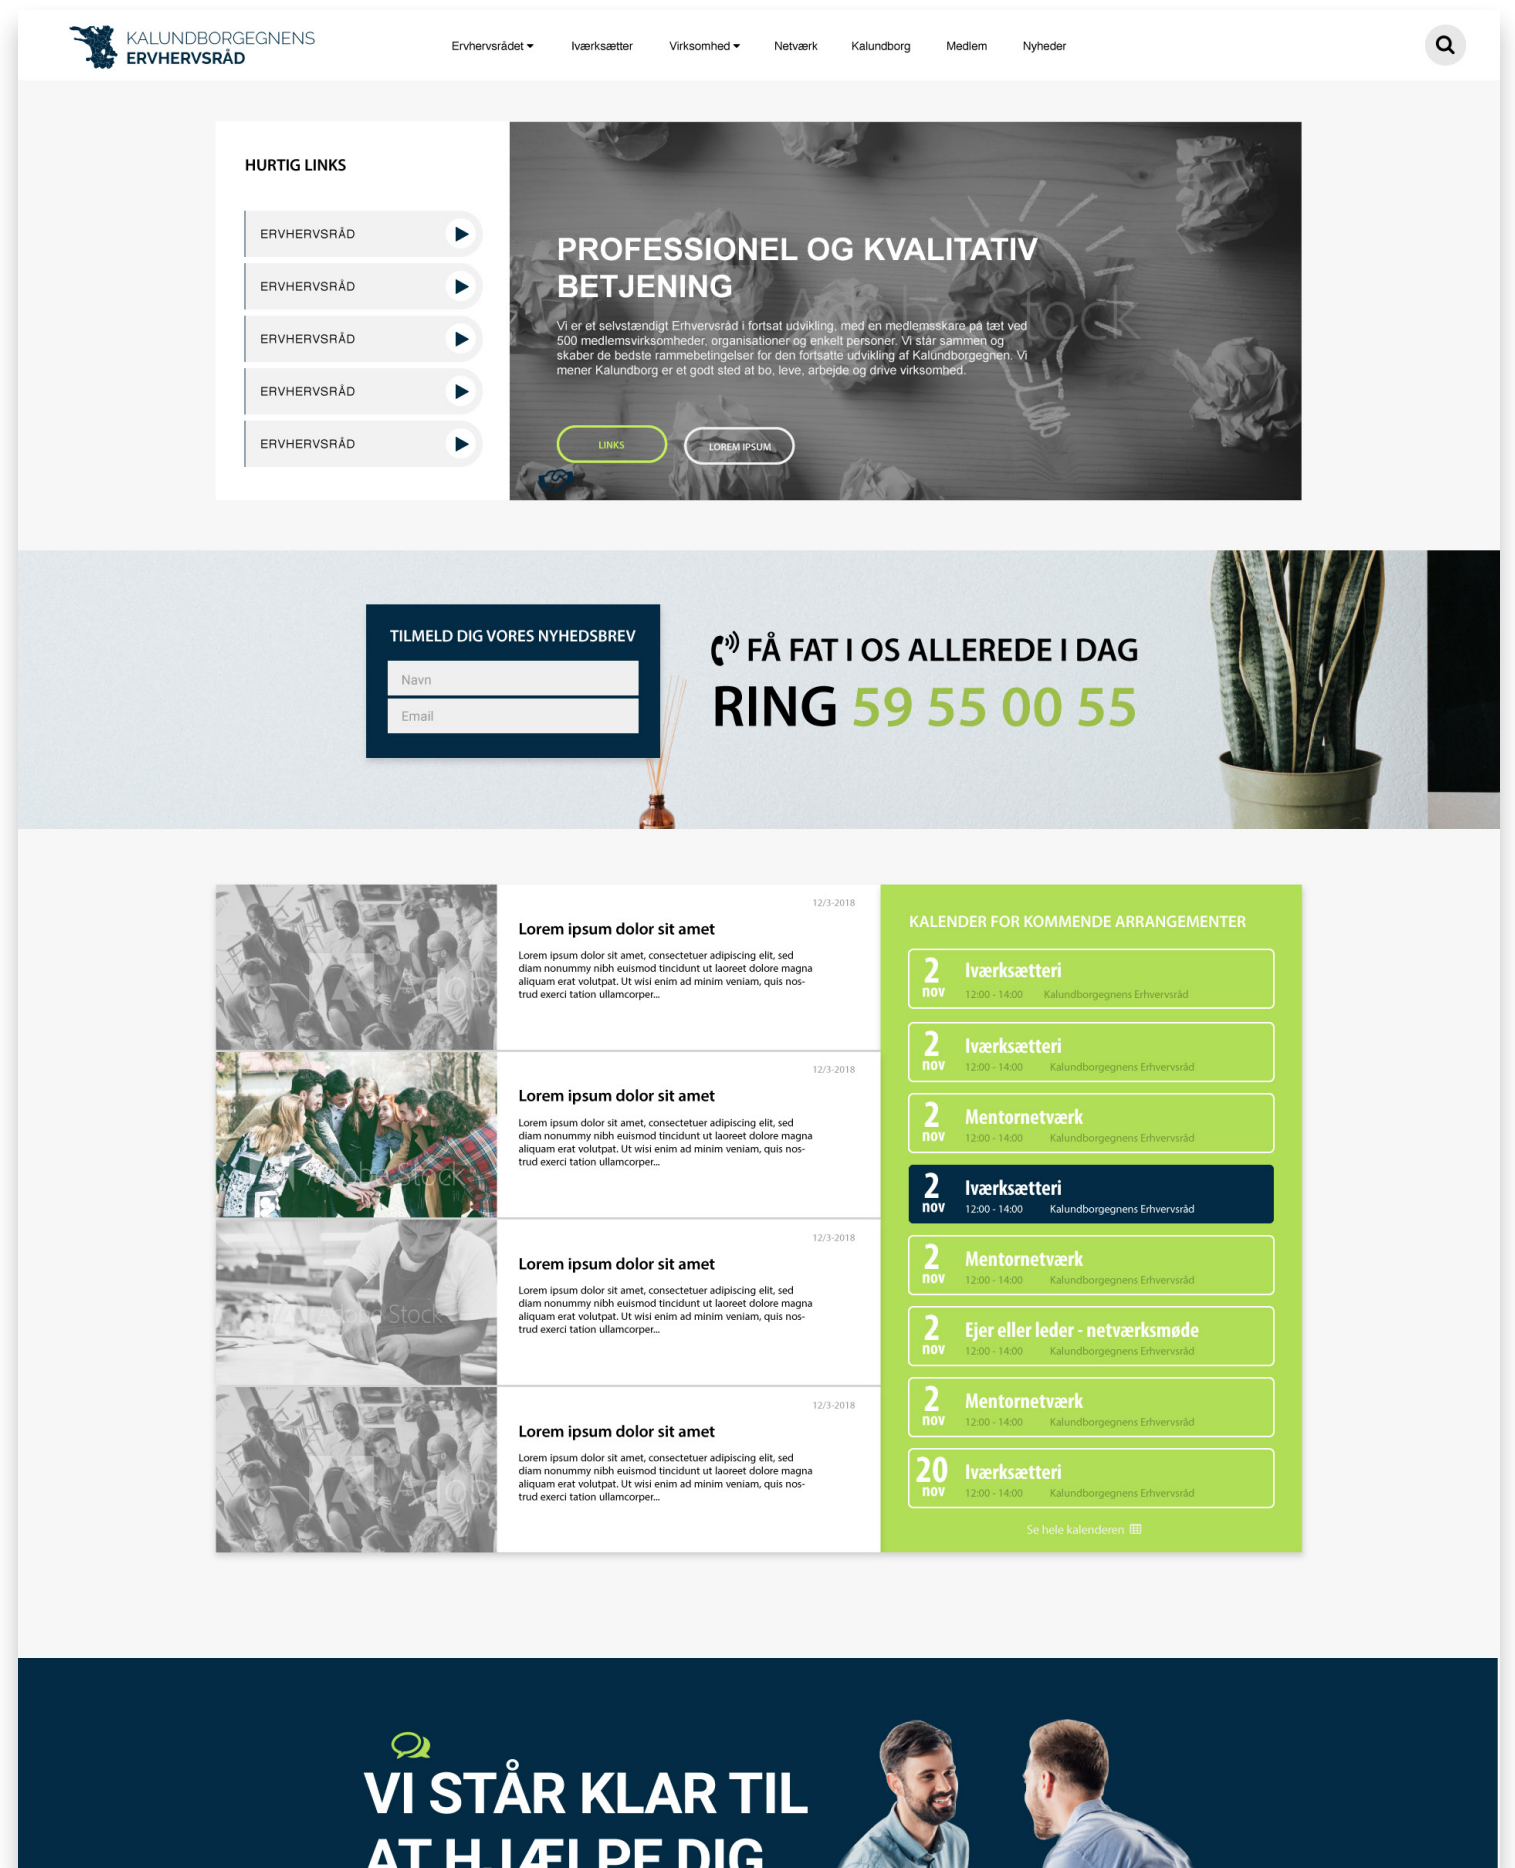 KALUNDBORGEGNENS
ERVHERVSRÅD
Ervhervsrådet
Iværksætter
Virksomhed
Netværk
Kalundborg
Medlem
Nyheder
HURTIG LINKS
ERVHERVSRÅD
ERVHERVSRÅD
ERVHERVSRÅD
ERVHERVSRÅD
ERVHERVSRÅD
PROFESSIONEL OG KVALITATIV
BETJENING
Vi er et selvstændigt Erhvervsråd i fortsat udvikling, med en medlemsskare på tæt ved
500 medlemsvirksomheder, organisationer og enkelt personer. Vi står sammen og
skaber de bedste rammebetingelser for den fortsatte udvikling af Kalundborgegnen. Vi
mener Kalundborg er et godt sted at bo, leve, arbejde og drive virksomhed.
LINKS
LOREM IPSUM
TILMELD DIG VORES NYHEDSBREV
Navn
Email
FÅ FAT I OS ALLEREDE I DAG
RING 59 55 00 55
12/3-2018
Lorem ipsum dolor sit amet
Lorem ipsum dolor sit amet, consectetuer adipiscing elit, sed
diam nonummy nibh euismod tincidunt ut laoreet dolore magna
aliquam erat volutpat. Ut wisi enim ad minim veniam, quis nos-
trud exerci tation ullamcorper...
12/3-2018
Lorem ipsum dolor sit amet
Lorem ipsum dolor sit amet, consectetuer adipiscing elit, sed
diam nonummy nibh euismod tincidunt ut laoreet dolore magna
aliquam erat volutpat. Ut wisi enim ad minim veniam, quis nos-
trud exerci tation ullamcorper...
Adobe Stock
12/3-2018
Lorem ipsum dolor sit amet
Lorem ipsum dolor sit amet, consectetuer adipiscing elit, sed
diam nonummy nibh euismod tincidunt ut laoreet dolore magna
aliquam erat volutpat. Ut wisi enim ad minim veniam, quis nos-
trud exerci tation ullamcorper...
Adobe Stock
12/3-2018
Lorem ipsum dolor sit amet
Lorem ipsum dolor sit amet, consectetuer adipiscing elit, sed
diam nonummy nibh euismod tincidunt ut laoreet dolore magna
aliquam erat volutpat. Ut wisi enim ad minim veniam, quis nos-
trud exerci tation ullamcorper...
KALENDER FOR KOMMENDE ARRANGEMENTER
2 Iværksætteri
nov 12:00 - 14:00 Kalundborgegnens Erhvervsråd
2 Iværksætteri
nov 12:00 - 14:00 Kalundborgegnens Erhvervsråd
2 Mentornetværk
nov 12:00 - 14:00 Kalundborgegnens Erhvervsråd
2 Iværksætteri
nov 12:00 - 14:00 Kalundborgegnens Erhvervsråd
2 Mentornetværk
nov 12:00 - 14:00 Kalundborgegnens Erhvervsråd
2 Ejer eller leder - netværksmøde
nov 12:00 - 14:00 Kalundborgegnens Erhvervsråd
2 Mentornetværk
nov 12:00 - 14:00 Kalundborgegnens Erhvervsråd
20 Iværksætteri
nov 12:00 - 14:00 Kalundborgegnens Erhvervsråd
Se hele kalenderen
VI STÅR KLAR TIL
AT HJÆLPE DIG